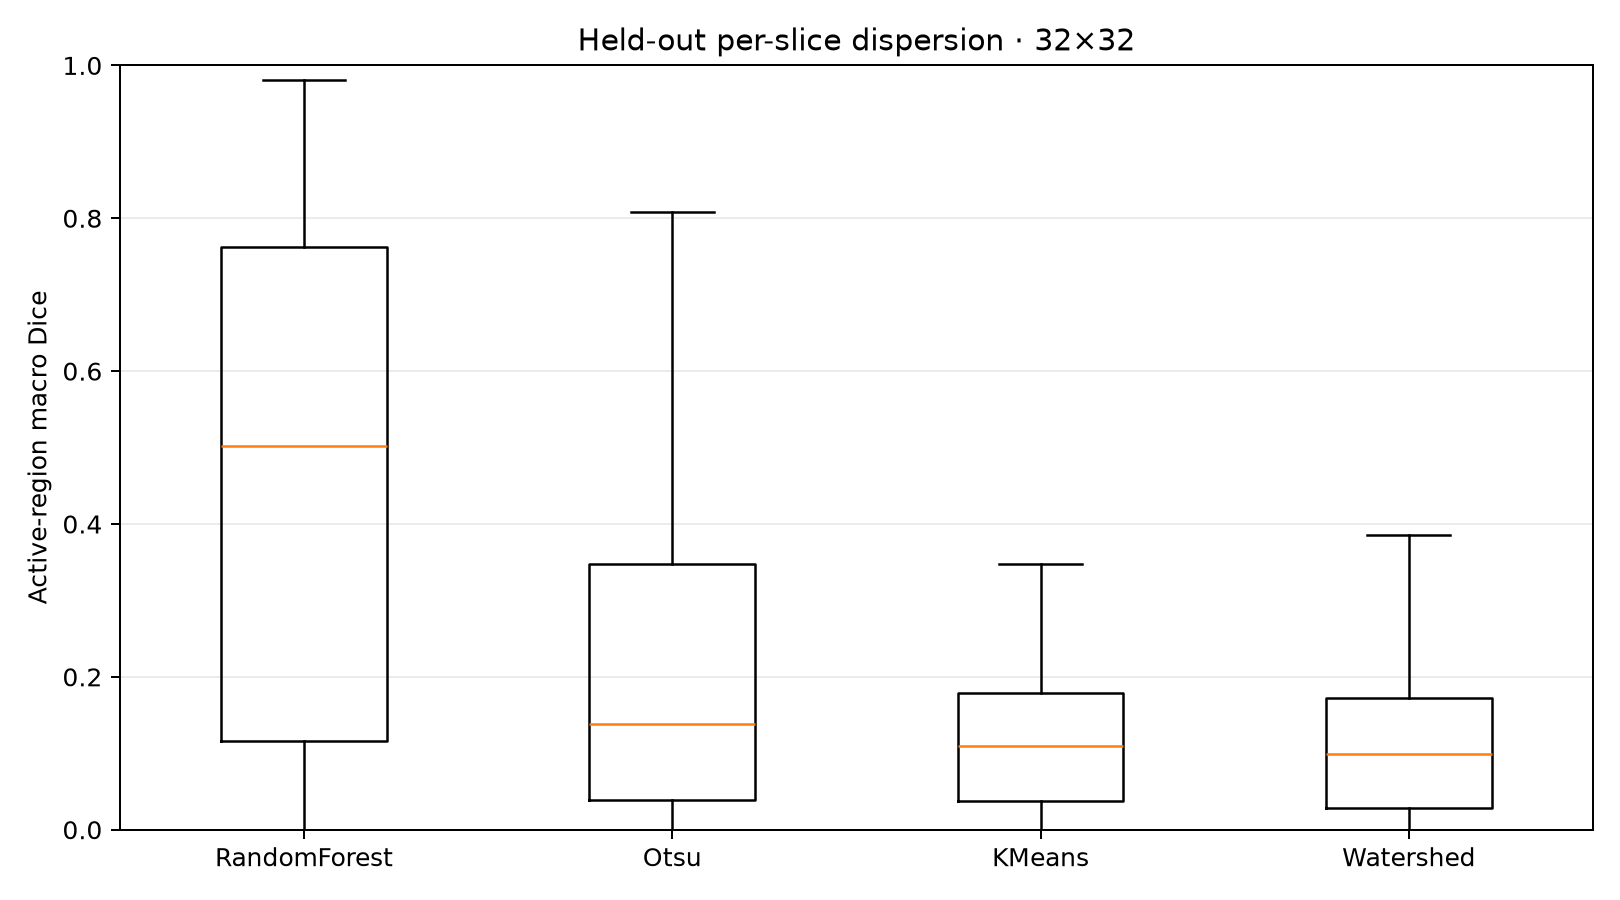 Held-out per-slice dispersion · 32×32
Active-region macro Dice
1.0
0.8
0.6
0.4
0.2
0.0
RandomForest Otsu KMeans Watershed